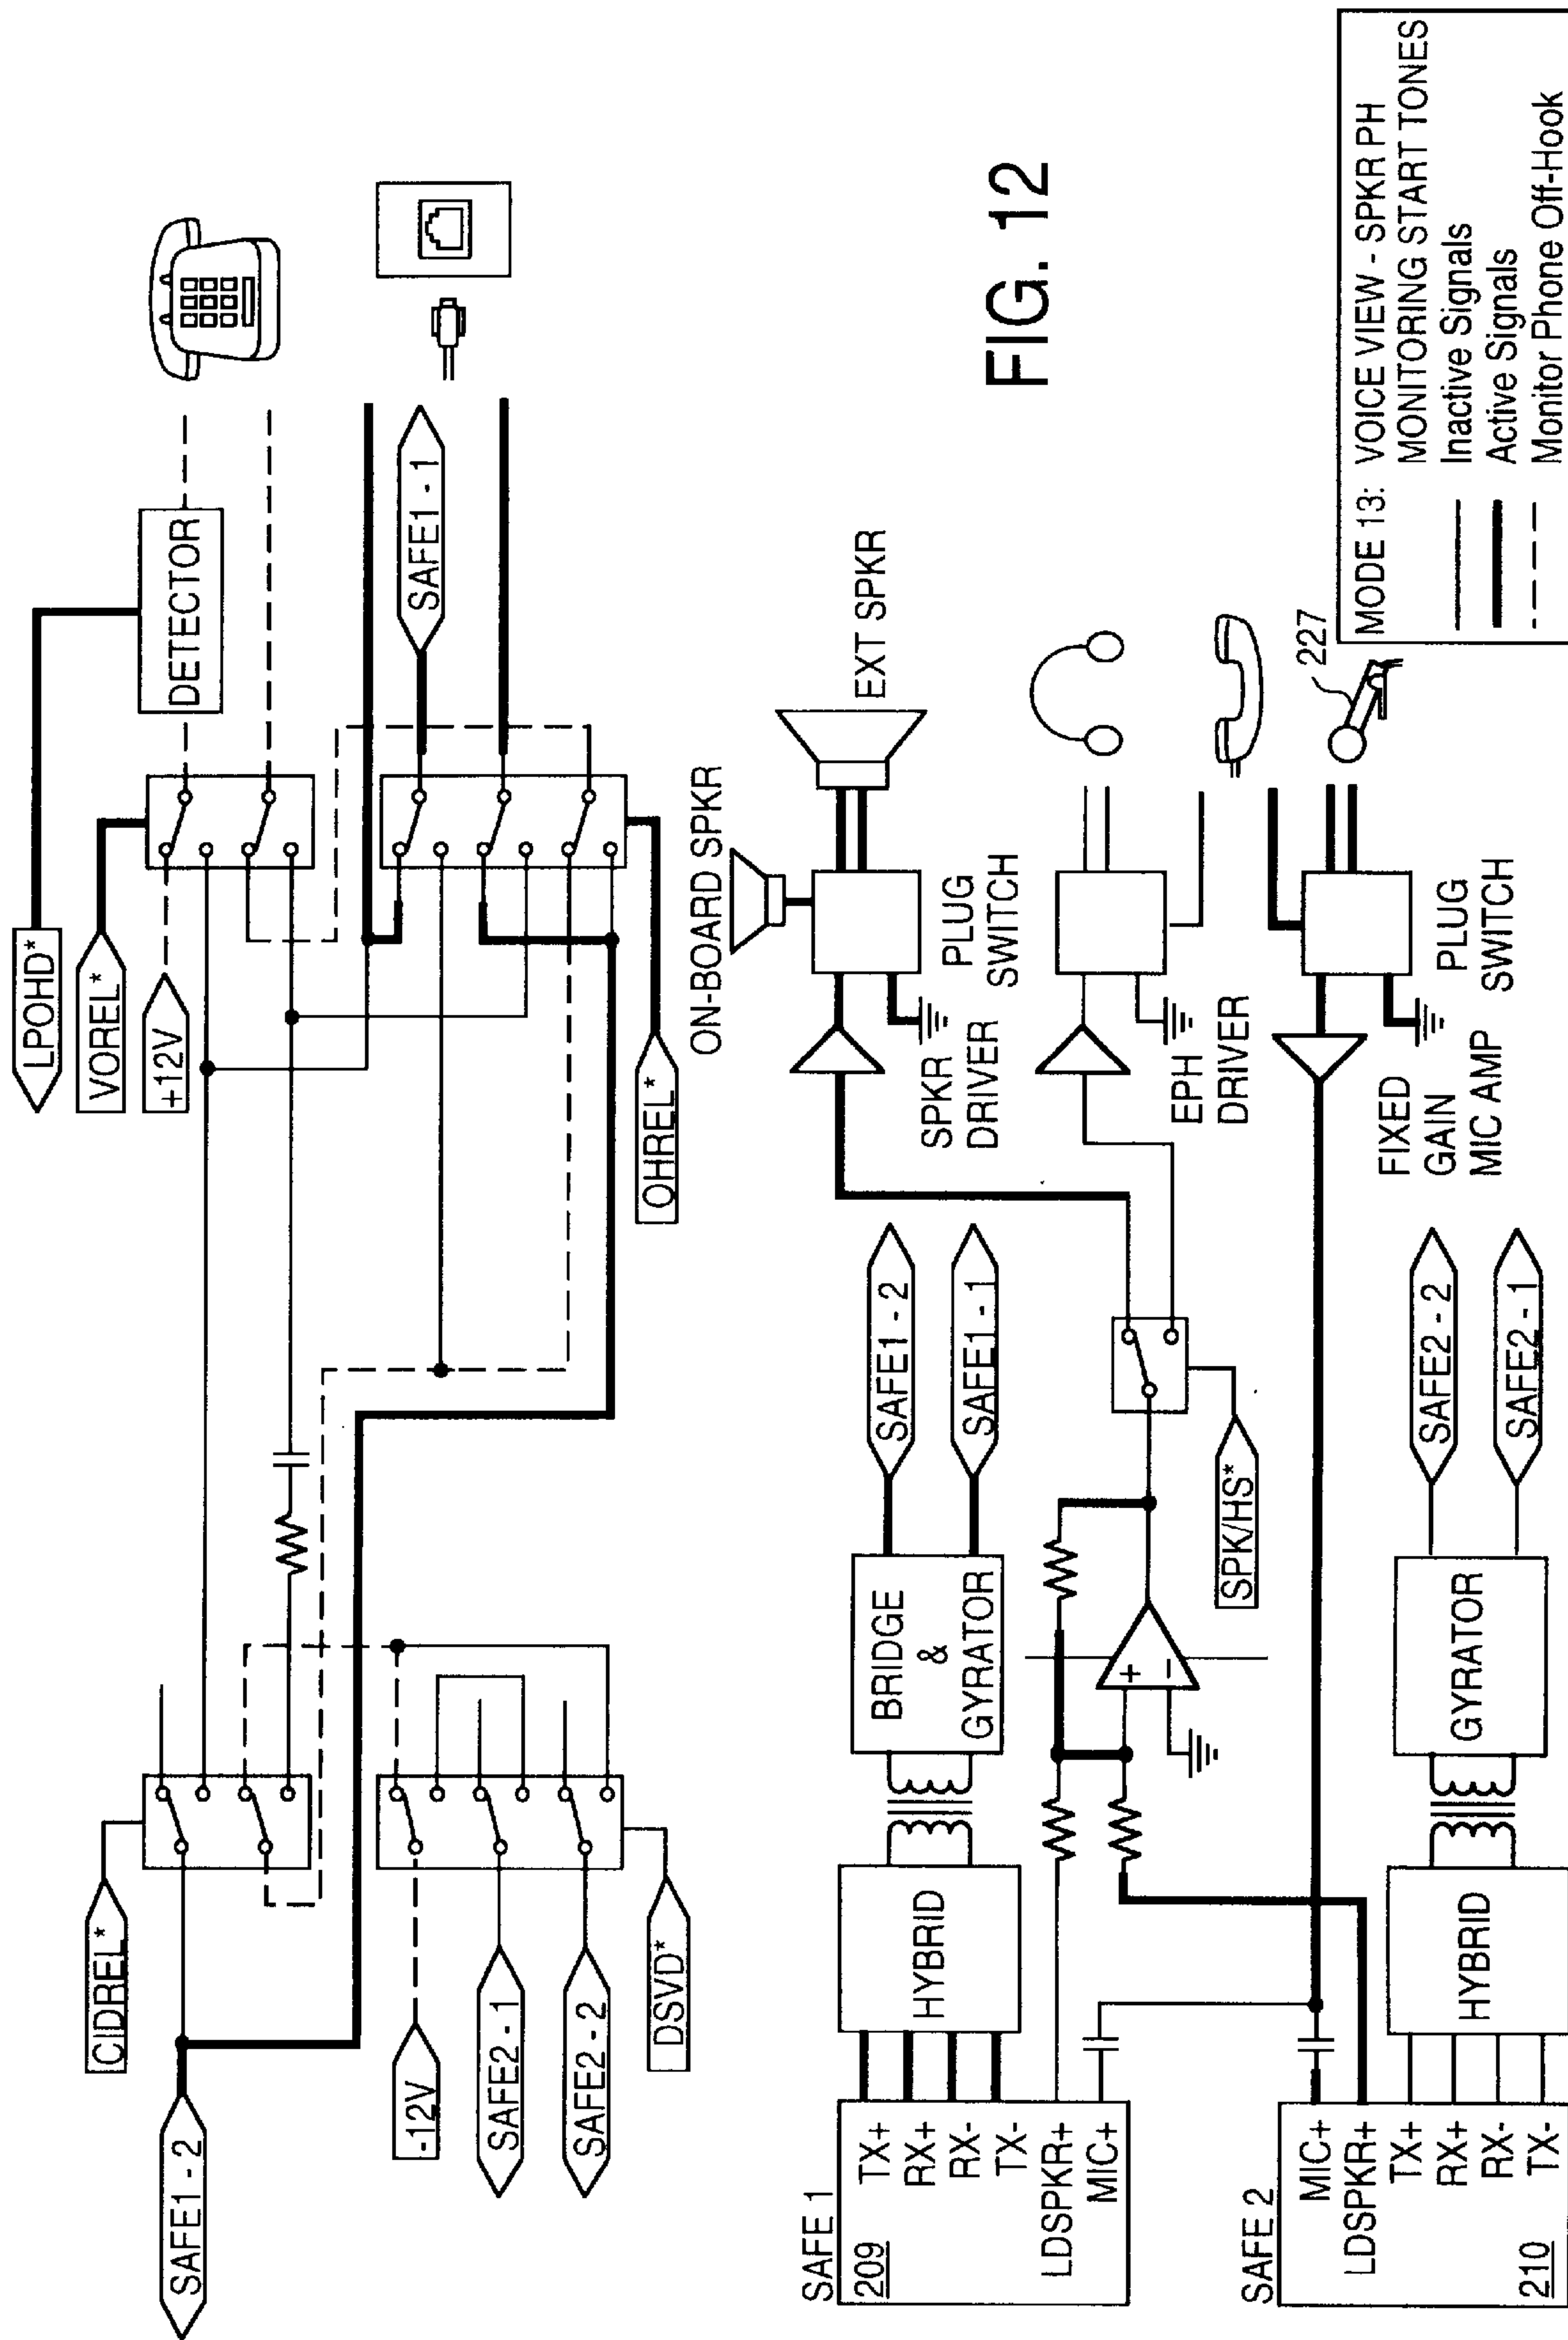 LPOHD*
VOREL*
+12V
DETECTOR
CIDREL*
SAFE1 - 2
-12V
SAFE2 - 1
SAFE2 - 2
DSVD*
SAFE1 - 1
OHREL*
FIG. 12
SAFE 1
209
TX+
RX+
RX-
TX-
LDSPKR+
MIC+
HYBRID
BRIDGE
&
GYRATOR
SAFE1 - 2
SAFE1 - 1
SPK/HS*
ON-BOARD SPKR
EXT SPKR
SPKR
DRIVER
PLUG
SWITCH
EPH
DRIVER
FIXED
GAIN
MIC AMP
PLUG
SWITCH
227
SAFE 2
MIC+
LDSPKR+
TX+
RX+
RX-
TX-
210
HYBRID
GYRATOR
SAFE2 - 2
SAFE2 - 1
+
-
MODE 13: VOICE VIEW - SPKR PH
MONITORING START TONES
Inactive Signals
Active Signals
Monitor Phone Off-Hook